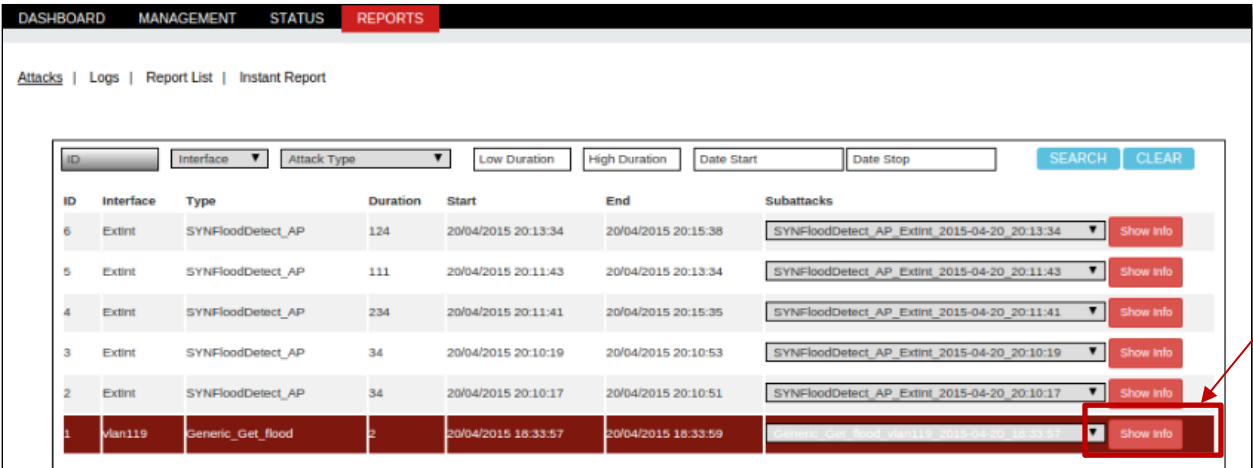 DASHBOARD MANAGEMENT STATUS REPORTS
Attacks | Logs | Report List | Instant Report
ID Interface Attack Type Low Duration High Duration Date Start Date Stop SEARCH CLEAR
ID Interface Type Duration Start End Subattacks
6 ExtInt SYNFloodDetect_AP 124 20/04/2015 20:13:34 20/04/2015 20:15:38 SYNFloodDetect_AP_ExtInt_2015-04-20_20:13:34 Show Info
5 ExtInt SYNFloodDetect_AP 111 20/04/2015 20:11:43 20/04/2015 20:13:34 SYNFloodDetect_AP_ExtInt_2015-04-20_20:11:43 Show Info
4 ExtInt SYNFloodDetect_AP 234 20/04/2015 20:11:41 20/04/2015 20:15:35 SYNFloodDetect_AP_ExtInt_2015-04-20_20:11:41 Show Info
3 ExtInt SYNFloodDetect_AP 34 20/04/2015 20:10:19 20/04/2015 20:10:53 SYNFloodDetect_AP_ExtInt_2015-04-20_20:10:19 Show Info
2 ExtInt SYNFloodDetect_AP 34 20/04/2015 20:10:17 20/04/2015 20:10:51 SYNFloodDetect_AP_ExtInt_2015-04-20_20:10:17 Show Info
1 vlan119 Generic_Get_flood 2 20/04/2015 18:33:57 20/04/2015 18:33:59 Generic_Get_flood_vlan119_2015-04-20_18:33:57 Show Info